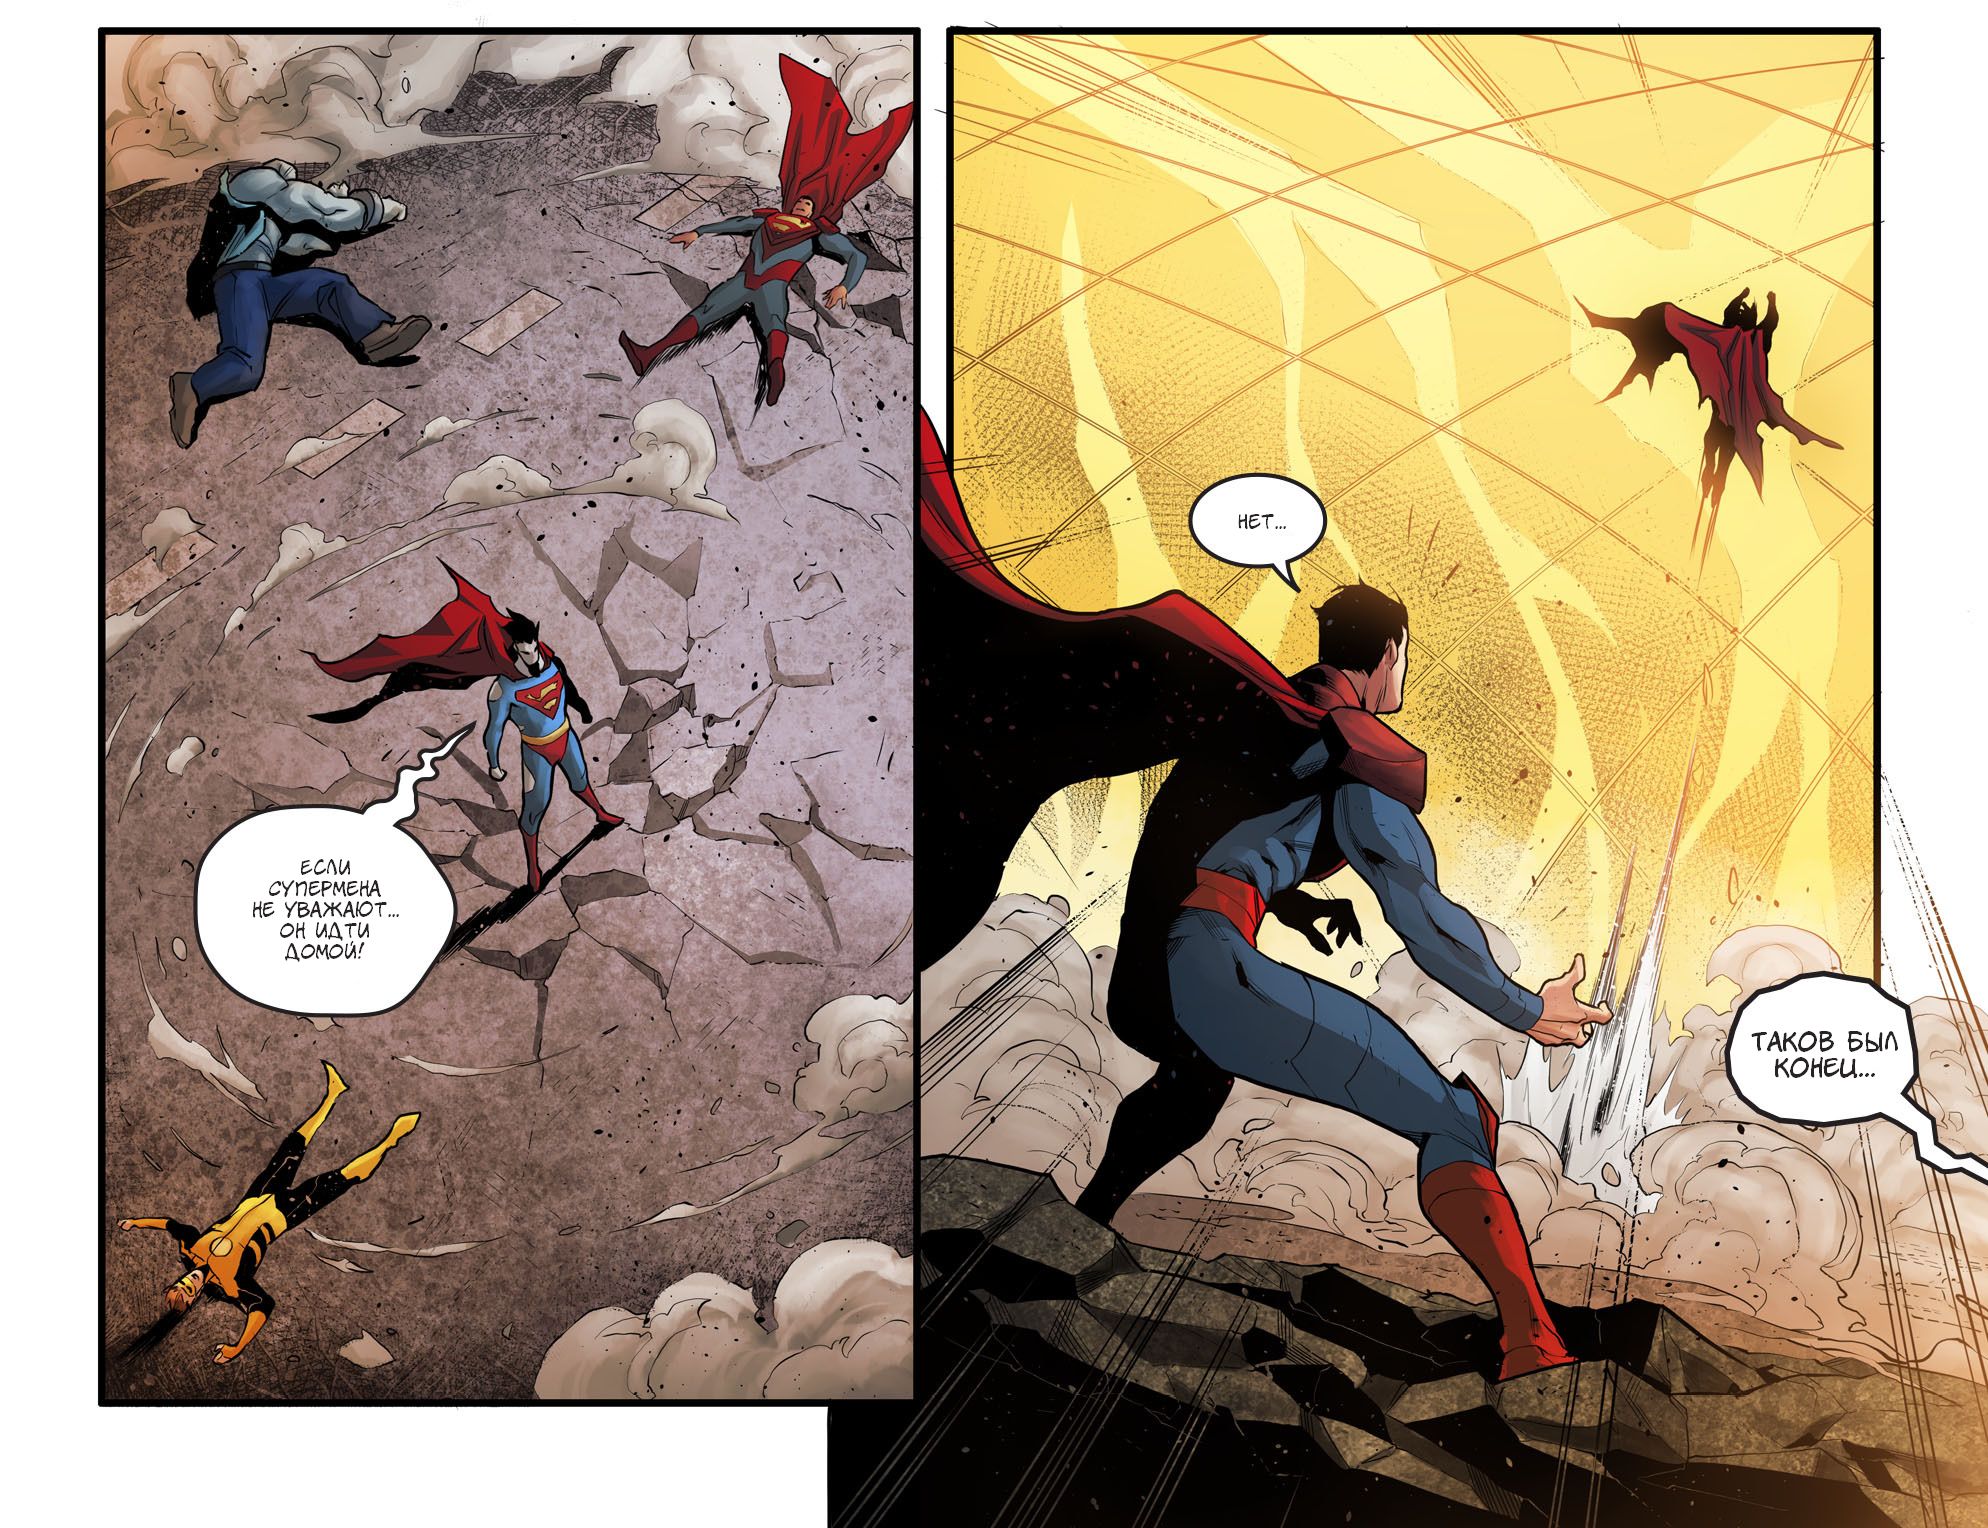 ЕСЛИ
СУПЕРМЕНА
НЕ УВАЖАЮТ...
ОН ИДТИ
ДОМОЙ!
НЕТ...
ТАКОВ БЫЛ
КОНЕЦ...